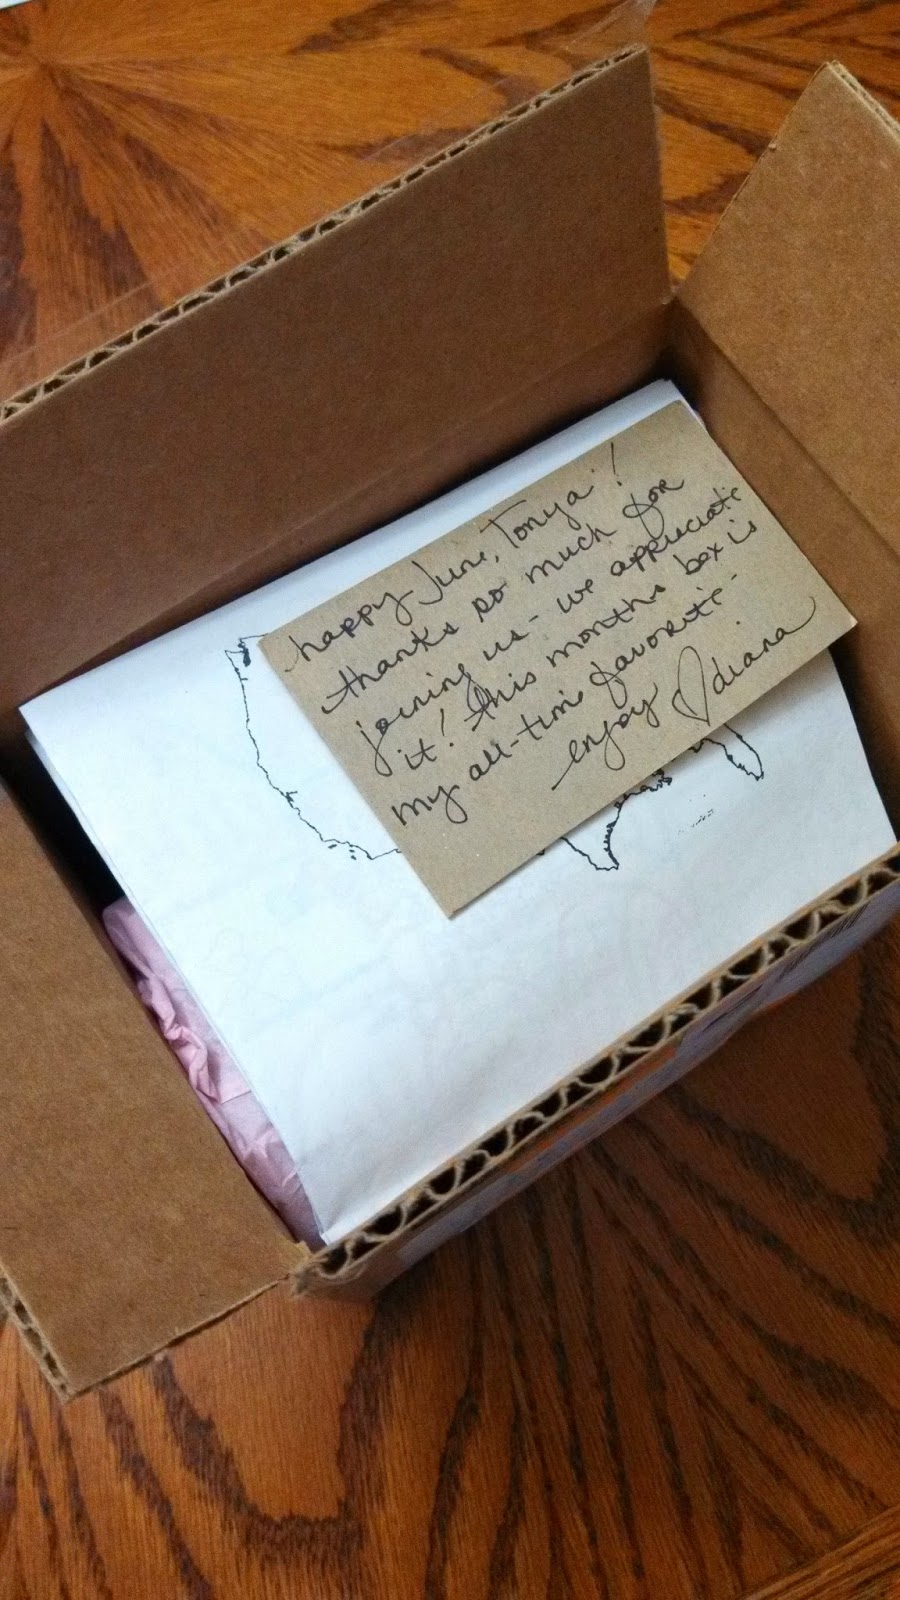 happy June, Tonya!
thanks so much for
joining us - we appreciate
it! this months box is
my all-time favorite -
enjoy ♡ diana